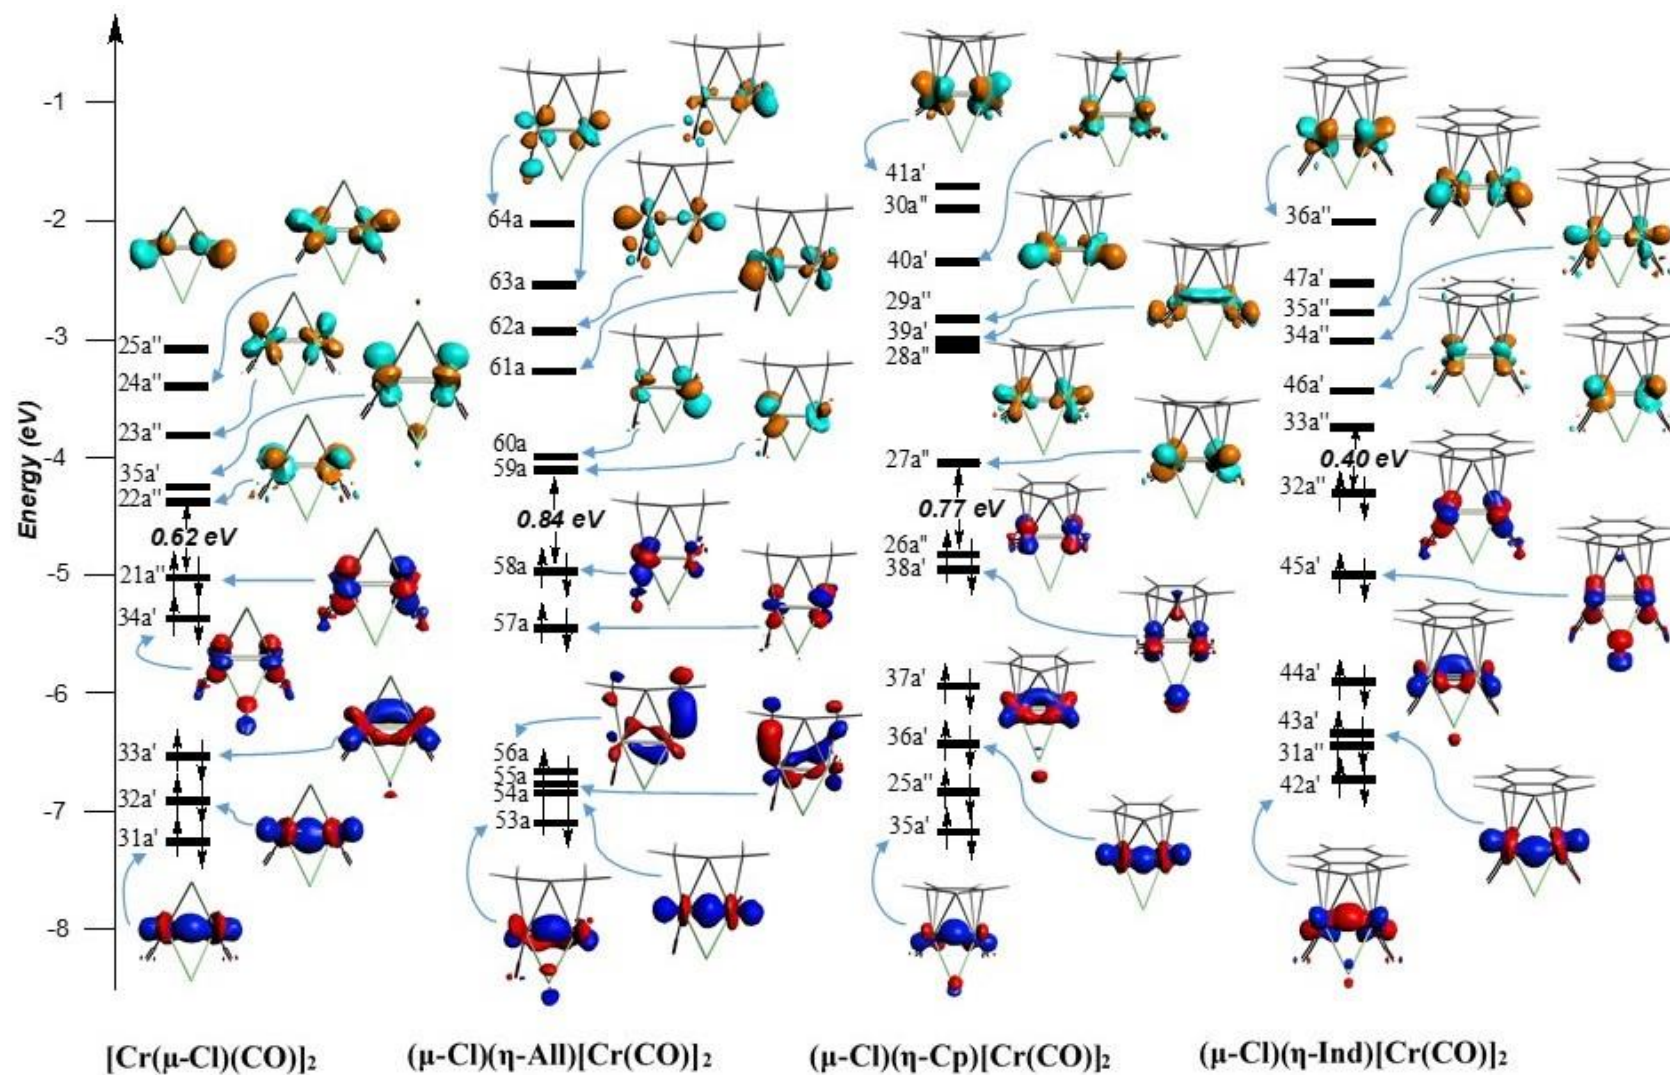 Energy (eV)
-1
-2
-3
-4
-5
-6
-7
-8
25a''
24a''
23a''
35a'
22a''
0.62 eV
21a''
34a'
33a'
32a'
31a'
64a
63a
62a
61a
60a
59a
0.84 eV
58a
57a
56a
55a
54a
53a
41a'
30a''
40a'
29a''
39a'
28a''
27a''
0.77 eV
26a''
38a'
37a'
36a'
25a''
35a'
36a''
47a'
35a''
34a''
46a'
33a''
0.40 eV
32a''
45a'
44a'
43a'
31a''
42a'
[Cr(μ-Cl)(CO)]2
(μ-Cl)(η-All)[Cr(CO)]2
(μ-Cl)(η-Cp)[Cr(CO)]2
(μ-Cl)(η-Ind)[Cr(CO)]2